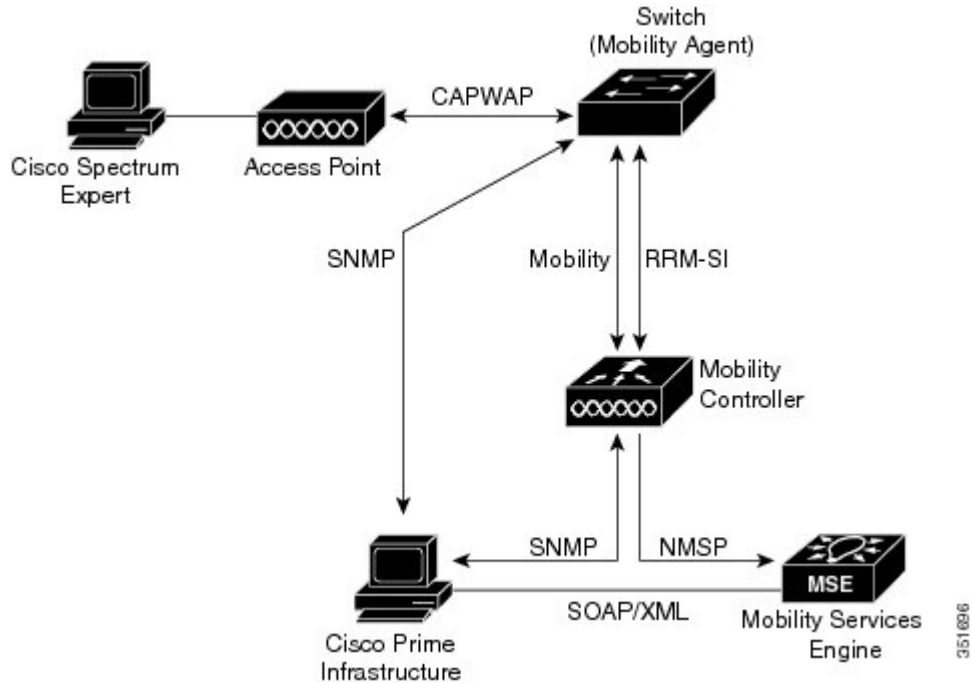 Switch
(Mobility Agent)
CAPWAP
Cisco Spectrum
Expert
Access Point
SNMP
Mobility
RRM-SI
Mobility
Controller
SNMP
NMSP
MSE
SOAP/XML
Mobility Services
Engine
Cisco Prime
Infrastructure
351696